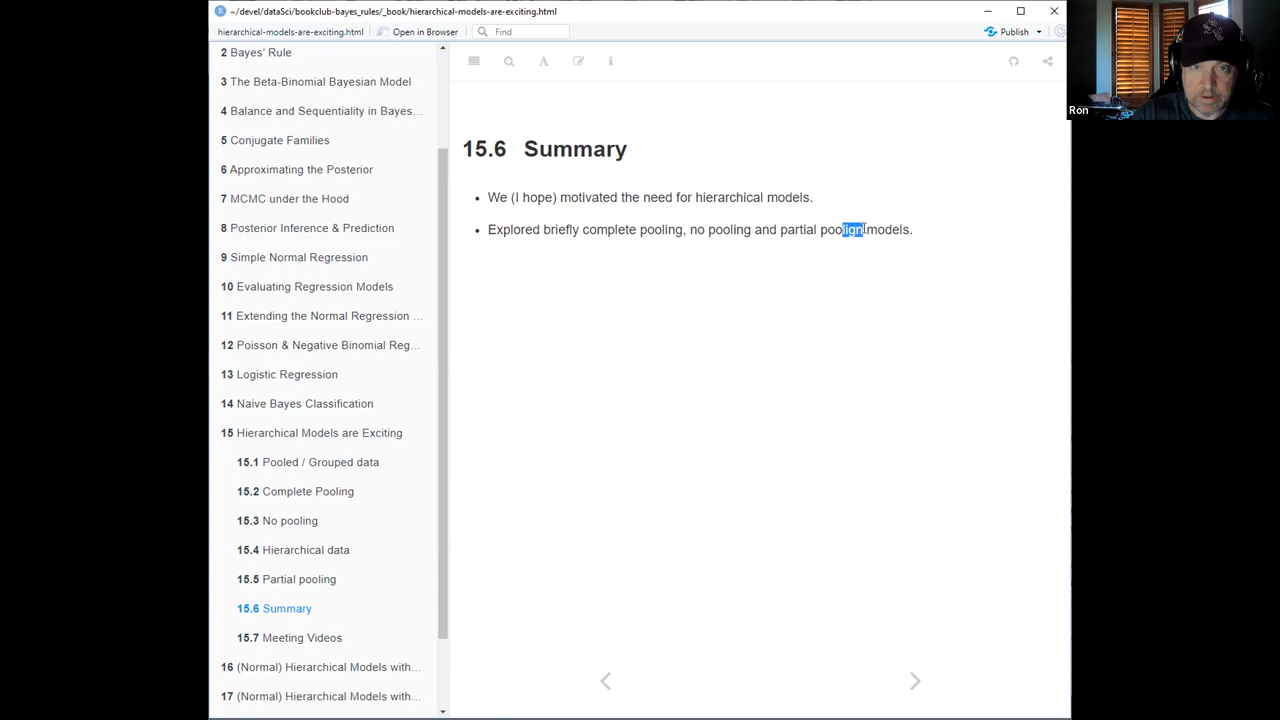 ~/devel/dataSci/bookclub-bayes_rules/_book/hierarchical-models-are-exciting.html
hierarchical-models-are-exciting.html
Open in Browser
Find
Publish
Ron
2 Bayes' Rule
3 The Beta-Binomial Bayesian Model
4 Balance and Sequentiality in Bayes...
5 Conjugate Families
6 Approximating the Posterior
7 MCMC under the Hood
8 Posterior Inference & Prediction
9 Simple Normal Regression
10 Evaluating Regression Models
11 Extending the Normal Regression ...
12 Poisson & Negative Binomial Reg...
13 Logistic Regression
14 Naive Bayes Classification
15 Hierarchical Models are Exciting
15.1 Pooled / Grouped data
15.2 Complete Pooling
15.3 No pooling
15.4 Hierarchical data
15.5 Partial pooling
15.6 Summary
15.7 Meeting Videos
16 (Normal) Hierarchical Models with...
17 (Normal) Hierarchical Models with...
A
15.6 Summary
• We (I hope) motivated the need for hierarchical models.
• Explored briefly complete pooling, no pooling and partial poolign models.